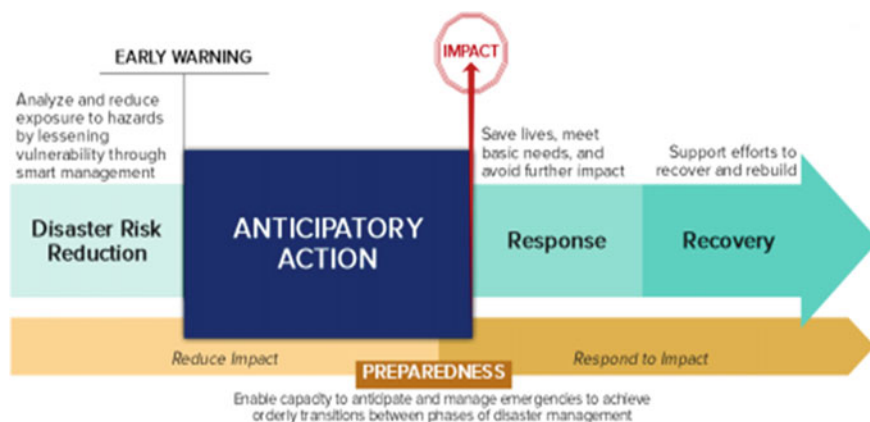 EARLY WARNING
IMPACT
Analyze and reduce
exposure to hazards
by lessening
vulnerability through
smart management
Save lives, meet
basic needs, and
avoid further impact
Support efforts to
recover and rebuild
Disaster Risk
Reduction
ANTICIPATORY
ACTION
Response
Recovery
Reduce Impact
Respond to Impact
PREPAREDNESS
Enable capacity to anticipate and manage emergencies to achieve
orderly transitions between phases of disaster management